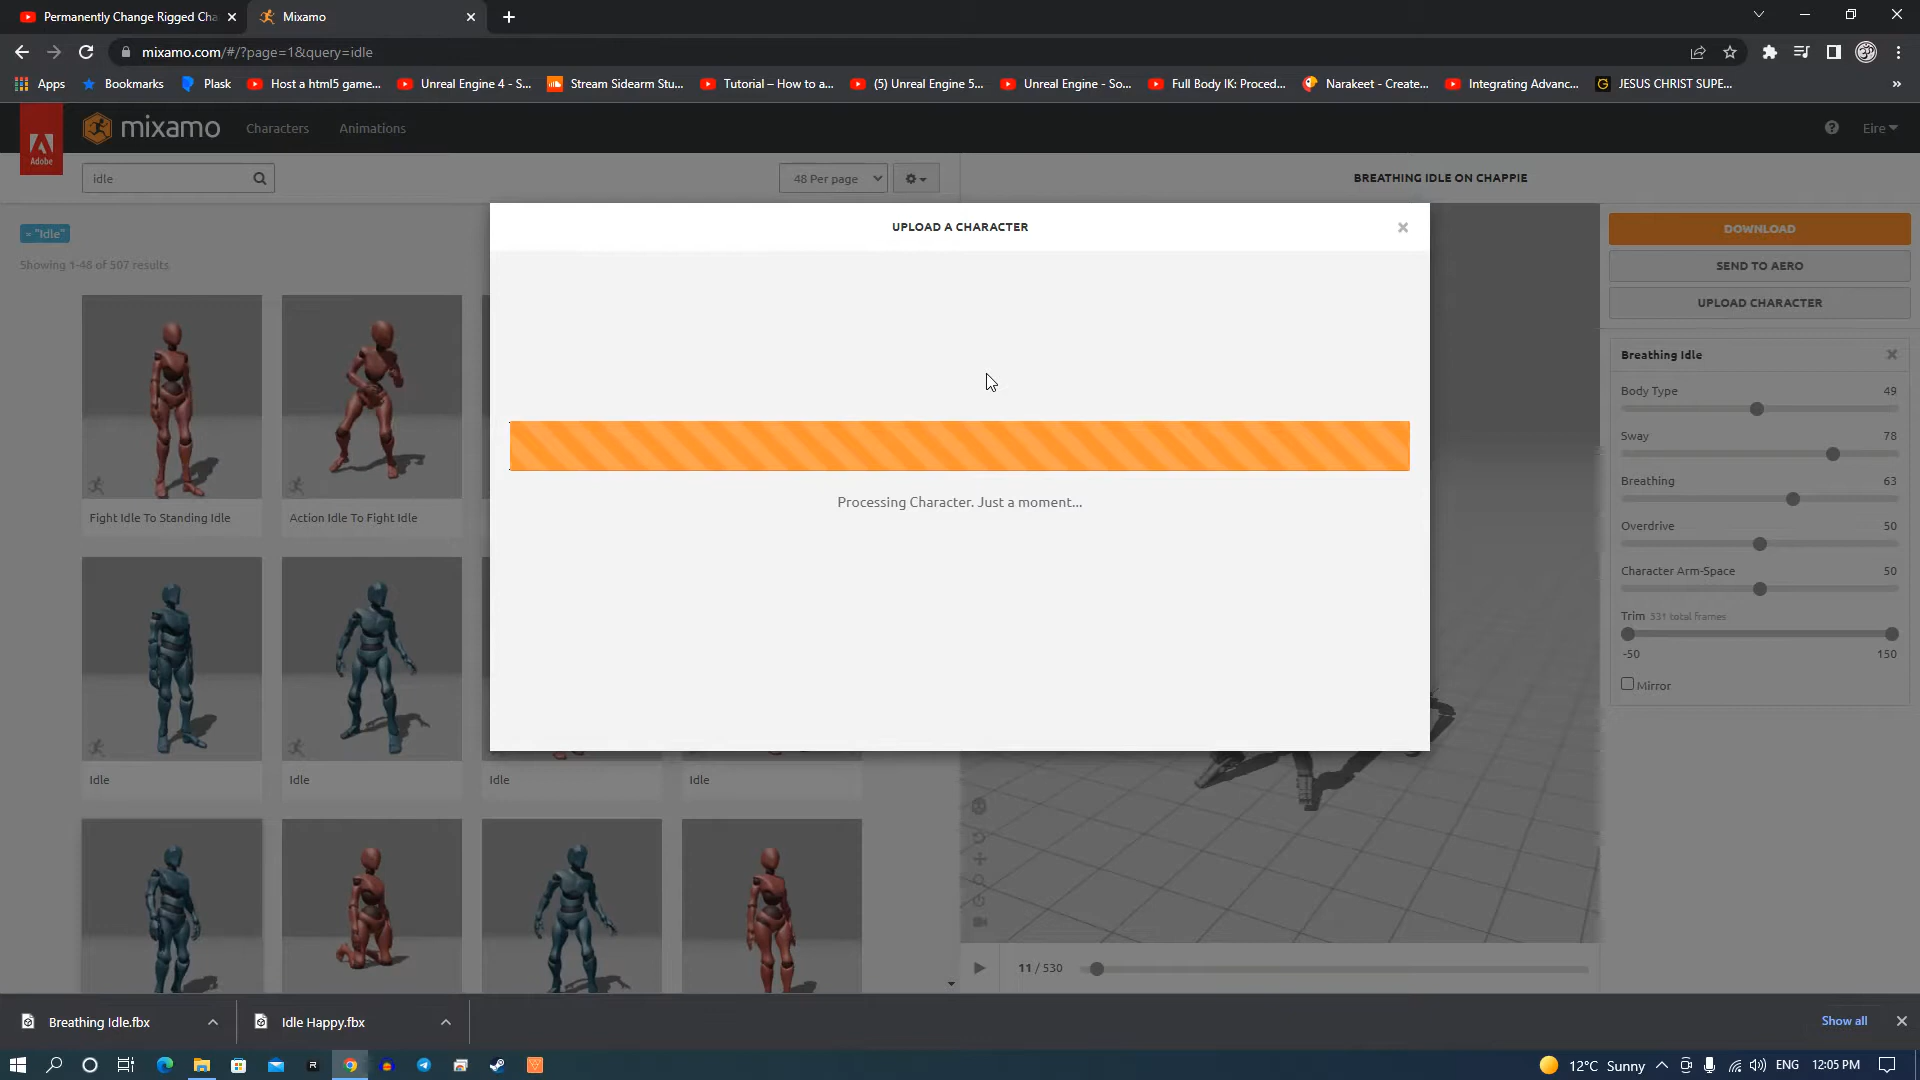 Permanently Change Rigged Cha
Mixamo
mixamo.com/#/?page=1&query=idle
Apps
Bookmarks
Plask
Host a html5 game...
Unreal Engine 4 - S...
Stream Sidearm Stu...
Tutorial – How to a...
(5) Unreal Engine 5...
Unreal Engine - So...
Full Body IK: Proced...
Narakeet - Create...
Integrating Advanc...
JESUS CHRIST SUPE...
»
Adobe
mixamo
Characters
Animations
Eire
idle
48 Per page
BREATHING IDLE ON CHAPPIE
× "Idle"
Showing 1-48 of 507 results
UPLOAD A CHARACTER
Processing Character. Just a moment...
DOWNLOAD
SEND TO AERO
UPLOAD CHARACTER
Breathing Idle
Body Type 49
Sway 78
Breathing 63
Overdrive 50
Character Arm-Space 50
Trim 531 total frames
-50 150
Mirror
Fight Idle To Standing Idle
Action Idle To Fight Idle
Idle
Idle
Idle
Idle
11 / 530
Breathing Idle.fbx
Idle Happy.fbx
Show all
12°C Sunny
ENG
12:05 PM